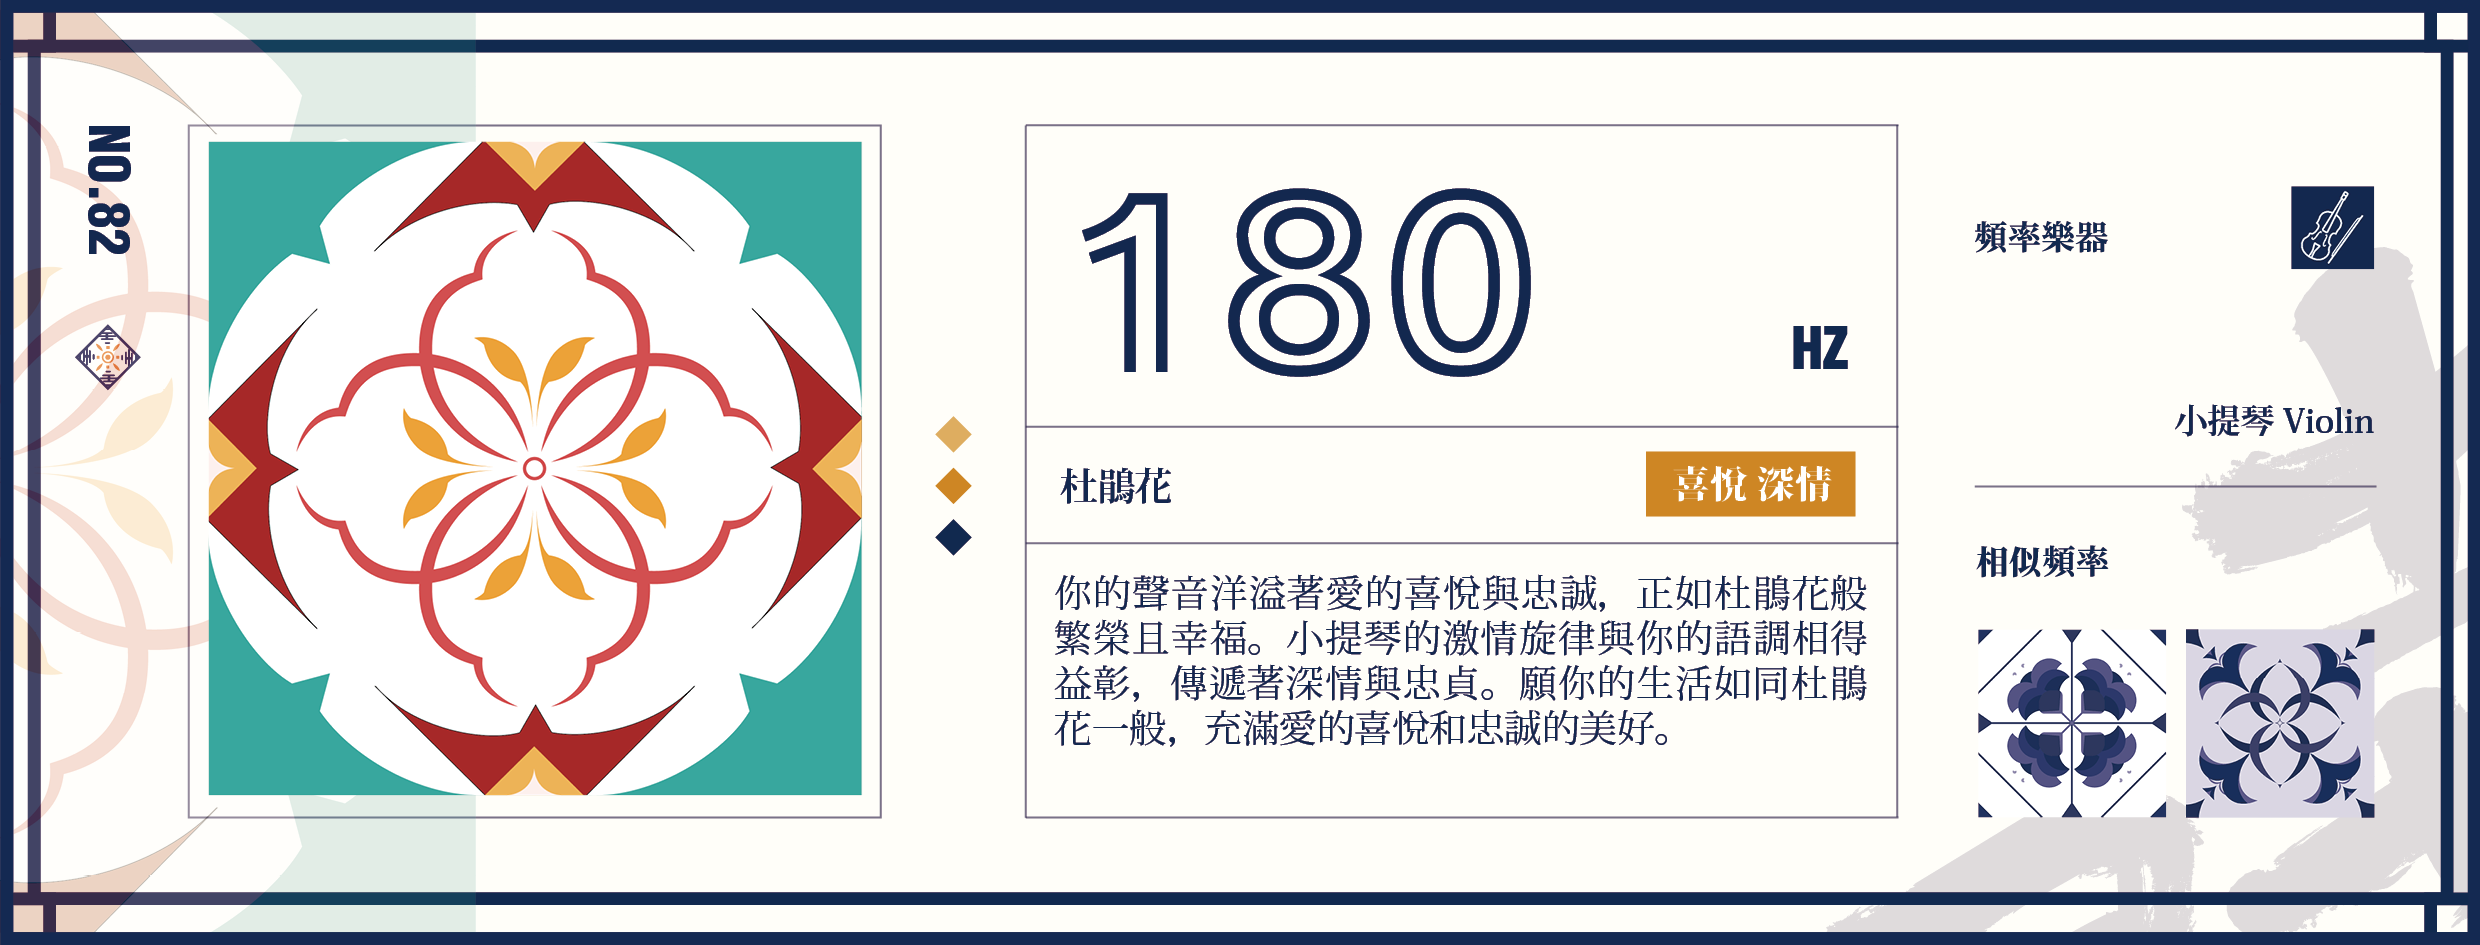 NO.82
180
HZ
杜鵑花
喜悅 深情
你的聲音洋溢著愛的喜悅與忠誠，正如杜鵑花般
繁榮且幸福。小提琴的激情旋律與你的語調相得
益彰，傳遞著深情與忠貞。願你的生活如同杜鵑
花一般，充滿愛的喜悅和忠誠的美好。
頻率樂器
小提琴 Violin
相似頻率